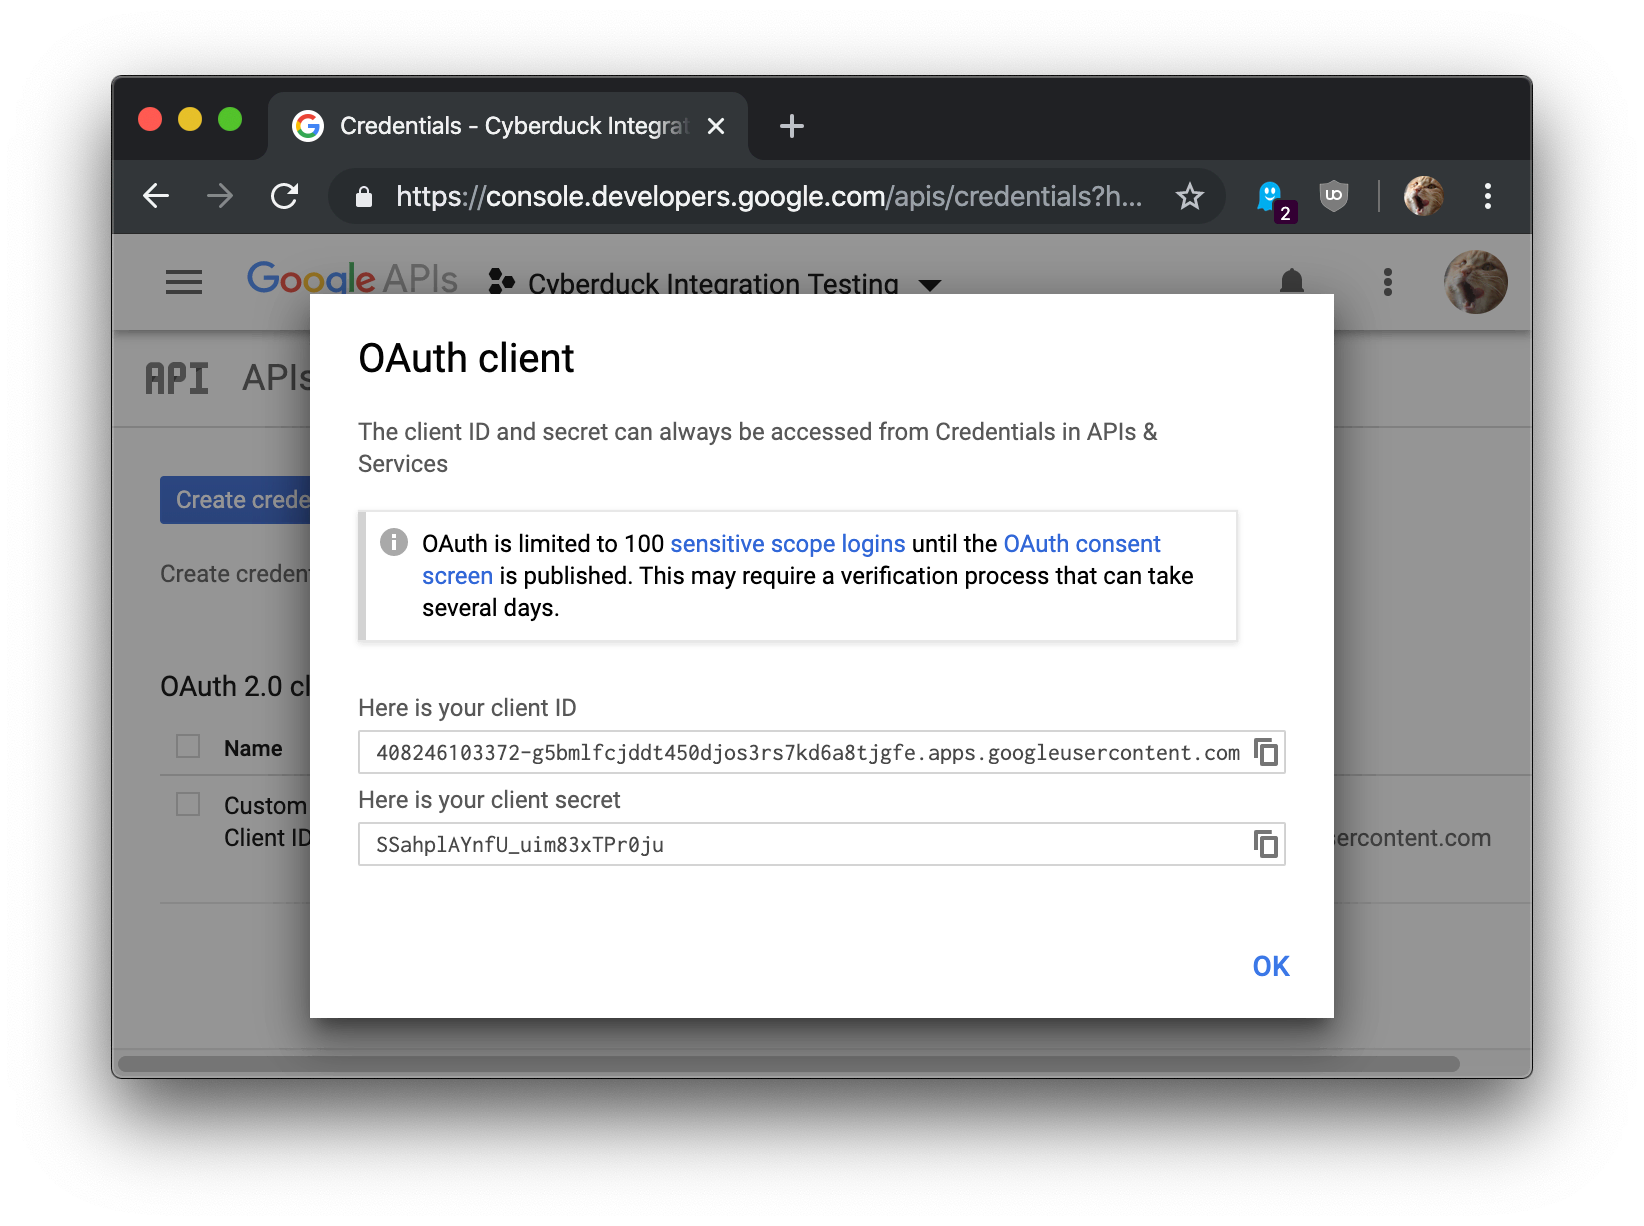 Credentials - Cyberduck Integrat
https://console.developers.google.com/apis/credentials?h...
2
Google APIs
Cyberduck Integration Testing
API APIs
OAuth client
The client ID and secret can always be accessed from Credentials in APIs &
Services
Create crede
OAuth is limited to 100 sensitive scope logins until the OAuth consent
screen is published. This may require a verification process that can take
several days.
Create creden
OAuth 2.0 cl
Here is your client ID
Name
408246103372-g5bmlfcjddt450djos3rs7kd6a8tjgfe.apps.googleusercontent.com
Here is your client secret
Custom
Client ID
sercontent.com
SSahplAYnfU_uim83xTPr0ju
OK